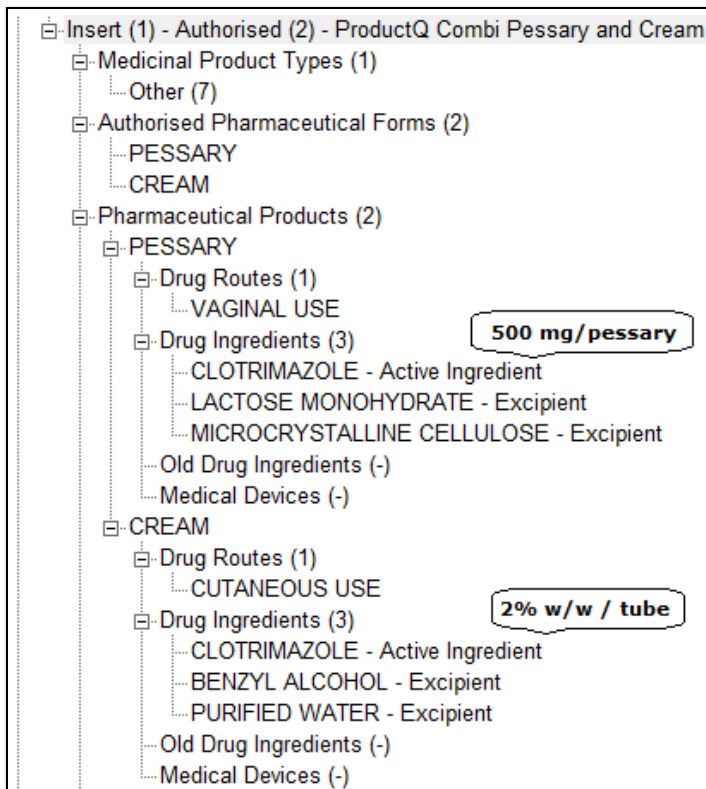 Insert (1) - Authorised (2) - ProductQ Combi Pessary and Cream
Medicinal Product Types (1)
Other (7)
Authorised Pharmaceutical Forms (2)
PESSARY
CREAM
Pharmaceutical Products (2)
PESSARY
Drug Routes (1)
VAGINAL USE
Drug Ingredients (3)
500 mg/pessary
CLOTRIMAZOLE - Active Ingredient
LACTOSE MONOHYDRATE - Excipient
MICROCRYSTALLINE CELLULOSE - Excipient
Old Drug Ingredients (-)
Medical Devices (-)
CREAM
Drug Routes (1)
CUTANEOUS USE
Drug Ingredients (3)
2% w/w / tube
CLOTRIMAZOLE - Active Ingredient
BENZYL ALCOHOL - Excipient
PURIFIED WATER - Excipient
Old Drug Ingredients (-)
Medical Devices (-)